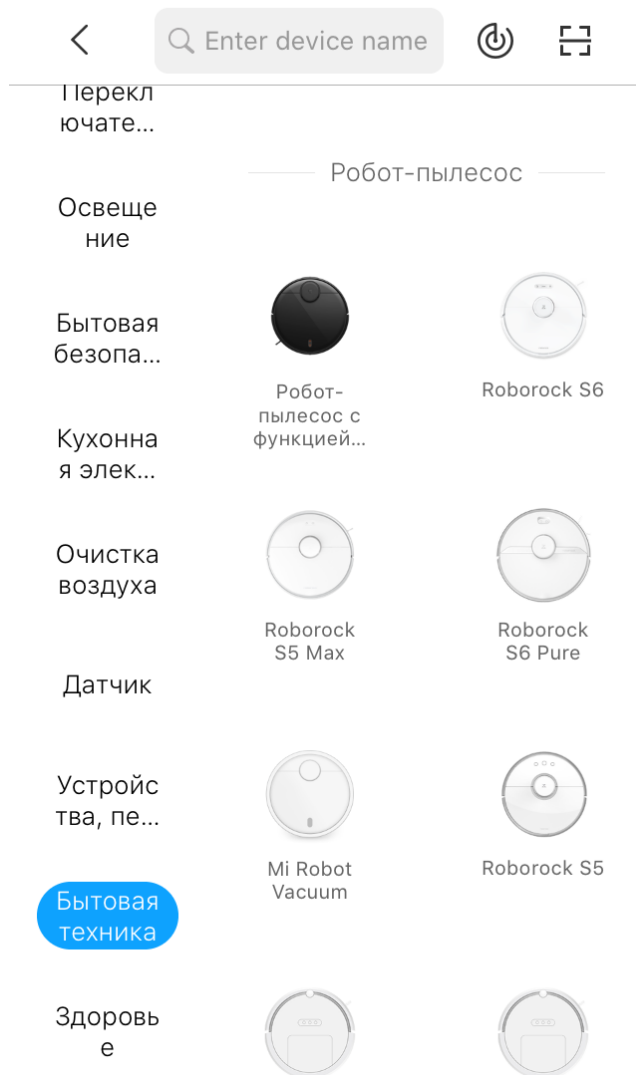 Enter device name
Перекл
ючате...
Освеще
ние
Бытовая
безопа...
Кухонна
я элек...
Очистка
воздуха
Датчик
Устройс
тва, пе...
Бытовая
техника
Здоровь
е
Робот-пылесос
Робот-
пылесос с
функцией...
Roborock S6
Roborock
S5 Max
Roborock
S6 Pure
Mi Robot
Vacuum
Roborock S5